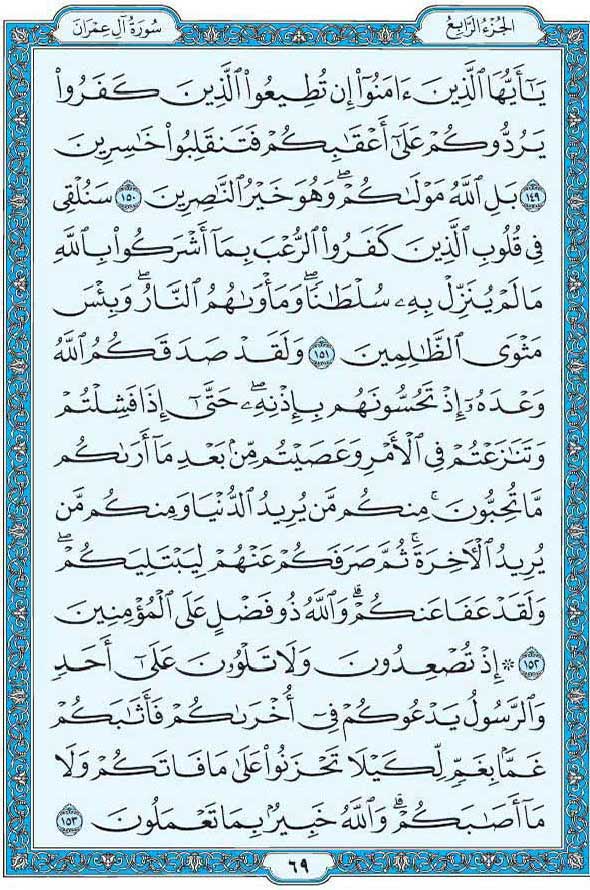 سُورَةُ آلِ عِمْرَانَ
الجُزْءُ الرَّابِعُ
يَٰٓأَيُّهَا ٱلَّذِينَ ءَامَنُوٓا۟ إِن تُطِيعُوا۟ ٱلَّذِينَ كَفَرُوا۟
يَرُدُّوكُمْ عَلَىٰٓ أَعْقَٰبِكُمْ فَتَنقَلِبُوا۟ خَٰسِرِينَ
١٤٩ بَلِ ٱللَّهُ مَوْلَىٰكُمْ ۖ وَهُوَ خَيْرُ ٱلنَّٰصِرِينَ ١٥٠ سَنُلْقِى
فِى قُلُوبِ ٱلَّذِينَ كَفَرُوا۟ ٱلرُّعْبَ بِمَآ أَشْرَكُوا۟ بِٱللَّهِ
مَا لَمْ يُنَزِّلْ بِهِۦ سُلْطَٰنًا ۖ وَمَأْوَىٰهُمُ ٱلنَّارُ ۚ وَبِئْسَ
مَثْوَى ٱلظَّٰلِمِينَ ١٥١ وَلَقَدْ صَدَقَكُمُ ٱللَّهُ
وَعْدَهُۥٓ إِذْ تَحُسُّونَهُم بِإِذْنِهِۦ ۖ حَتَّىٰٓ إِذَا فَشِلْتُمْ
وَتَنَٰزَعْتُمْ فِى ٱلْأَمْرِ وَعَصَيْتُم مِّنۢ بَعْدِ مَآ أَرَىٰكُم
مَّا تُحِبُّونَ ۚ مِنكُم مَّن يُرِيدُ ٱلدُّنْيَا وَمِنكُم مَّن
يُرِيدُ ٱلْءَاخِرَةَ ۚ ثُمَّ صَرَفَكُمْ عَنْهُمْ لِيَبْتَلِيَكُمْ ۖ
وَلَقَدْ عَفَا عَنكُمْ ۗ وَٱللَّهُ ذُو فَضْلٍ عَلَى ٱلْمُؤْمِنِينَ
١٥٢ ۞ إِذْ تُصْعِدُونَ وَلَا تَلْوُۥنَ عَلَىٰٓ أَحَدٍ
وَٱلرَّسُولُ يَدْعُوكُمْ فِىٓ أُخْرَىٰكُمْ فَأَثَٰبَكُمْ
غَمًّۢا بِغَمٍّ لِّكَيْلَا تَحْزَنُوا۟ عَلَىٰ مَا فَاتَكُمْ وَلَا
مَآ أَصَٰبَكُمْ ۗ وَٱللَّهُ خَبِيرٌۢ بِمَا تَعْمَلُونَ ١٥٣
٦٩